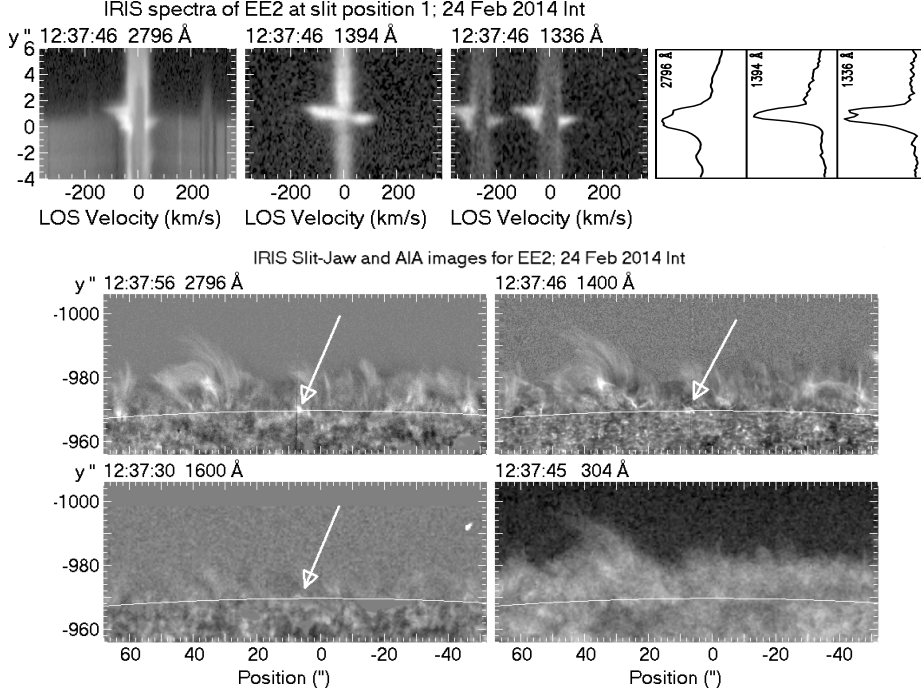 IRIS spectra of EE2 at slit position 1; 24 Feb 2014 Int
y " 12:37:46 2796 Å 12:37:46 1394 Å 12:37:46 1336 Å
6
4
2
0
-2
-4
2796 Å 1394 Å 1336 Å
-200 0 200 -200 0 200 -200 0 200
LOS Velocity (km/s) LOS Velocity (km/s) LOS Velocity (km/s)
IRIS Slit-Jaw and AIA images for EE2; 24 Feb 2014 Int
y " 12:37:56 2796 Å 12:37:46 1400 Å
-1000
-980
-960
y " 12:37:30 1600 Å 12:37:45 304 Å
-1000
-980
-960
60 40 20 0 -20 -40 60 40 20 0 -20 -40
Position (") Position (")